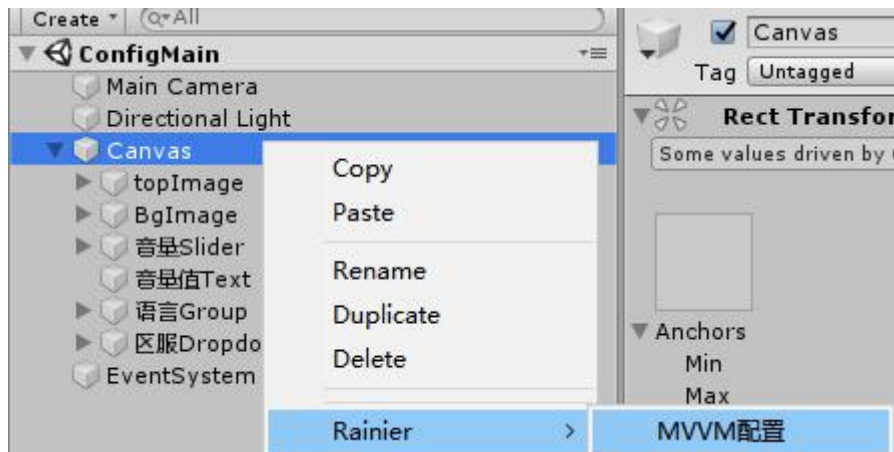 Create
All
ConfigMain
Main Camera
Directional Light
Canvas
topImage
BgImage
音量Slider
音量值Text
语言Group
区服Dropdo
EventSystem
Copy
Paste
Rename
Duplicate
Delete
Rainier
MVVM配置
Canvas
Tag Untagged
Rect Transfor
Some values driven by
Anchors
Min
Max